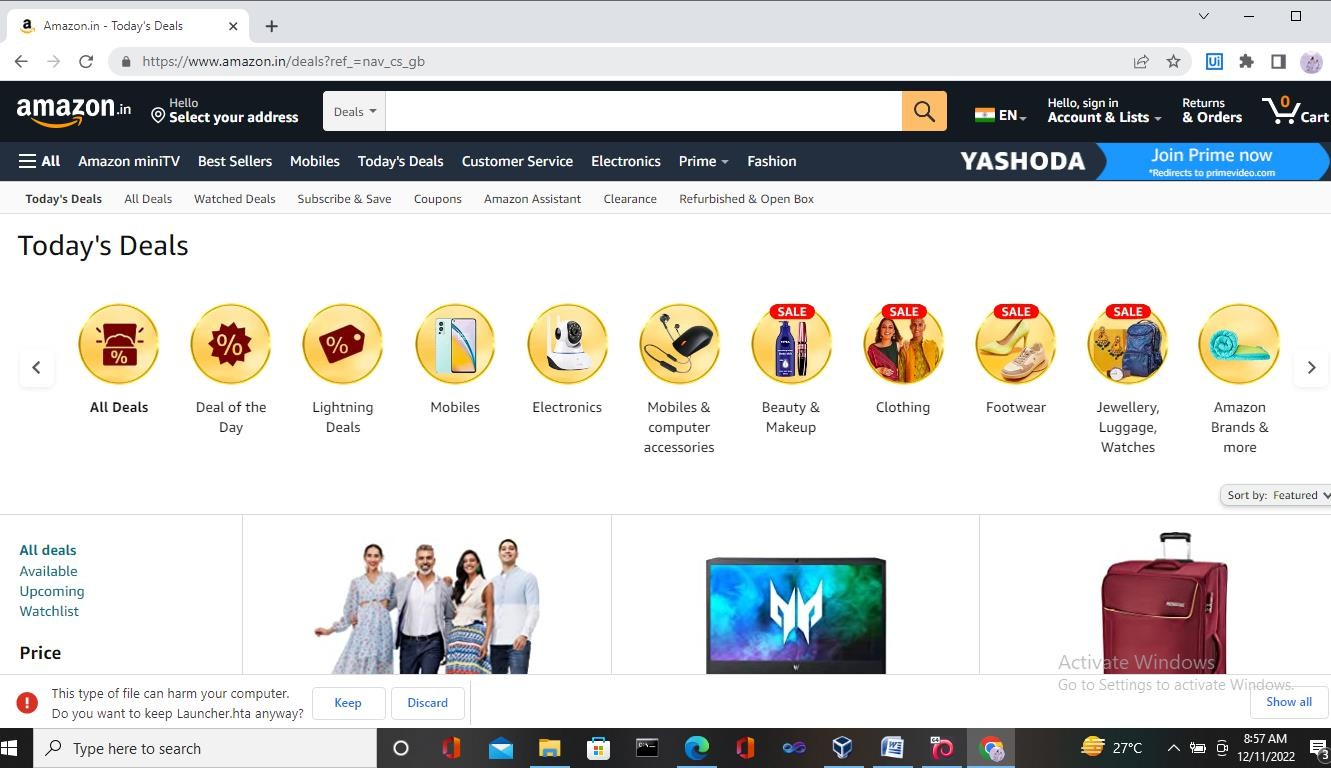 Amazon.in - Today's Deals
https://www.amazon.in/deals?ref_=nav_cs_gb
amazon.in
Hello
Select your address
Deals
EN
Hello, sign in
Account & Lists
Returns
& Orders
0
Cart
All Amazon miniTV Best Sellers Mobiles Today's Deals Customer Service Electronics Prime Fashion
YASHODA
Join Prime now
*Redirects to primevideo.com
Today's Deals All Deals Watched Deals Subscribe & Save Coupons Amazon Assistant Clearance Refurbished & Open Box
Today's Deals
SALE SALE SALE SALE
All Deals
Deal of the
Day
Lightning
Deals
Mobiles
Electronics
Mobiles &
computer
accessories
Beauty &
Makeup
Clothing
Footwear
Jewellery,
Luggage,
Watches
Amazon
Brands &
more
Sort by: Featured
All deals
Available
Upcoming
Watchlist
Price
Activate Windows
Go to Settings to activate Windows.
This type of file can harm your computer.
Do you want to keep Launcher.hta anyway?
Keep
Discard
Show all
Type here to search
27°C
8:57 AM
12/11/2022
3